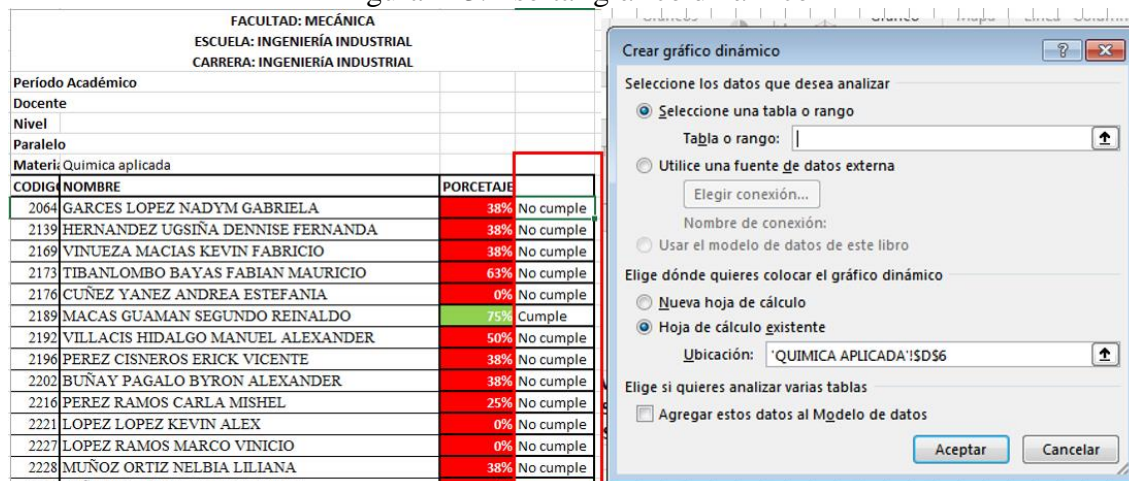 FACULTAD: MECÁNICA
ESCUELA: INGENIERÍA INDUSTRIAL
CARRERA: INGENIERÍA INDUSTRIAL
Período Académico
Docente
Nivel
Paralelo
Materi Quimica aplicada
CODIG NOMBRE PORCETAJE
2064 GARCES LOPEZ NADYM GABRIELA 38% No cumple
2139 HERNANDEZ UGSIÑA DENNISE FERNANDA 38% No cumple
2169 VINUEZA MACIAS KEVIN FABRICIO 38% No cumple
2173 TIBANLOMBO BAYAS FABIAN MAURICIO 63% No cumple
2176 CUÑEZ YANEZ ANDREA ESTEFANIA 0% No cumple
2189 MACAS GUAMAN SEGUNDO REINALDO 75% Cumple
2192 VILLACIS HIDALGO MANUEL ALEXANDER 50% No cumple
2196 PEREZ CISNEROS ERICK VICENTE 38% No cumple
2202 BUÑAY PAGALO BYRON ALEXANDER 38% No cumple
2216 PEREZ RAMOS CARLA MISHEL 25% No cumple
2221 LOPEZ LOPEZ KEVIN ALEX 0% No cumple
2227 LOPEZ RAMOS MARCO VINICIO 0% No cumple
2228 MUÑOZ ORTIZ NELBIA LILIANA 38% No cumple
Crear gráfico dinámico
Seleccione los datos que desea analizar
Seleccione una tabla o rango
Tabla o rango:
Utilice una fuente de datos externa
Elegir conexión...
Nombre de conexión:
Usar el modelo de datos de este libro
Elige dónde quieres colocar el gráfico dinámico
Nueva hoja de cálculo
Hoja de cálculo existente
Ubicación: 'QUIMICA APLICADA'!$D$6
Elige si quieres analizar varias tablas
Agregar estos datos al Modelo de datos
Aceptar Cancelar